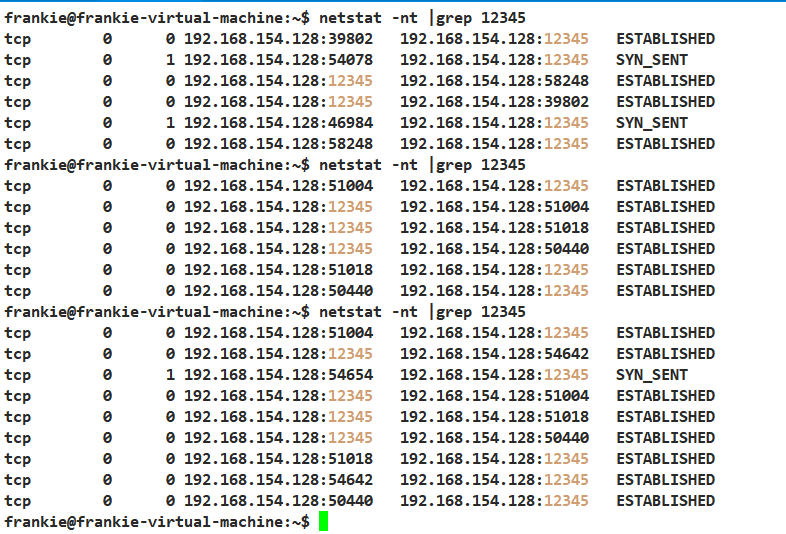 frankie@frankie-virtual-machine:~$ netstat -nt |grep 12345
tcp        0      0 192.168.154.128:39802   192.168.154.128:12345   ESTABLISHED
tcp        0      1 192.168.154.128:54078   192.168.154.128:12345   SYN_SENT
tcp        0      0 192.168.154.128:12345   192.168.154.128:58248   ESTABLISHED
tcp        0      0 192.168.154.128:12345   192.168.154.128:39802   ESTABLISHED
tcp        0      1 192.168.154.128:46984   192.168.154.128:12345   SYN_SENT
tcp        0      0 192.168.154.128:58248   192.168.154.128:12345   ESTABLISHED
frankie@frankie-virtual-machine:~$ netstat -nt |grep 12345
tcp        0      0 192.168.154.128:51004   192.168.154.128:12345   ESTABLISHED
tcp        0      0 192.168.154.128:12345   192.168.154.128:51004   ESTABLISHED
tcp        0      0 192.168.154.128:12345   192.168.154.128:51018   ESTABLISHED
tcp        0      0 192.168.154.128:12345   192.168.154.128:50440   ESTABLISHED
tcp        0      0 192.168.154.128:51018   192.168.154.128:12345   ESTABLISHED
tcp        0      0 192.168.154.128:50440   192.168.154.128:12345   ESTABLISHED
frankie@frankie-virtual-machine:~$ netstat -nt |grep 12345
tcp        0      0 192.168.154.128:51004   192.168.154.128:12345   ESTABLISHED
tcp        0      0 192.168.154.128:12345   192.168.154.128:54642   ESTABLISHED
tcp        0      1 192.168.154.128:54654   192.168.154.128:12345   SYN_SENT
tcp        0      0 192.168.154.128:12345   192.168.154.128:51004   ESTABLISHED
tcp        0      0 192.168.154.128:12345   192.168.154.128:51018   ESTABLISHED
tcp        0      0 192.168.154.128:12345   192.168.154.128:50440   ESTABLISHED
tcp        0      0 192.168.154.128:51018   192.168.154.128:12345   ESTABLISHED
tcp        0      0 192.168.154.128:54642   192.168.154.128:12345   ESTABLISHED
tcp        0      0 192.168.154.128:50440   192.168.154.128:12345   ESTABLISHED
frankie@frankie-virtual-machine:~$